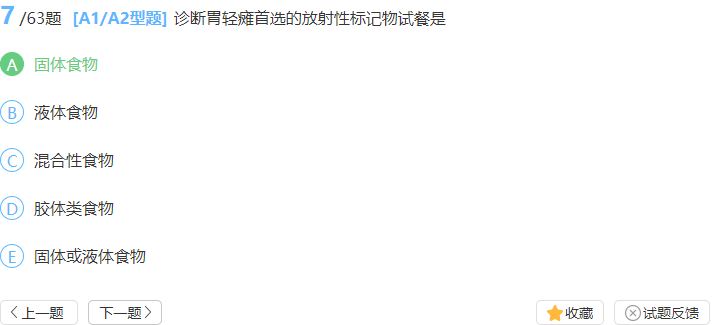 7 /63题 [A1/A2型题] 诊断胃轻瘫首选的放射性标记物试餐是
A 固体食物
B 液体食物
C 混合性食物
D 胶体类食物
E 固体或液体食物
上一题 下一题 收藏 试题反馈